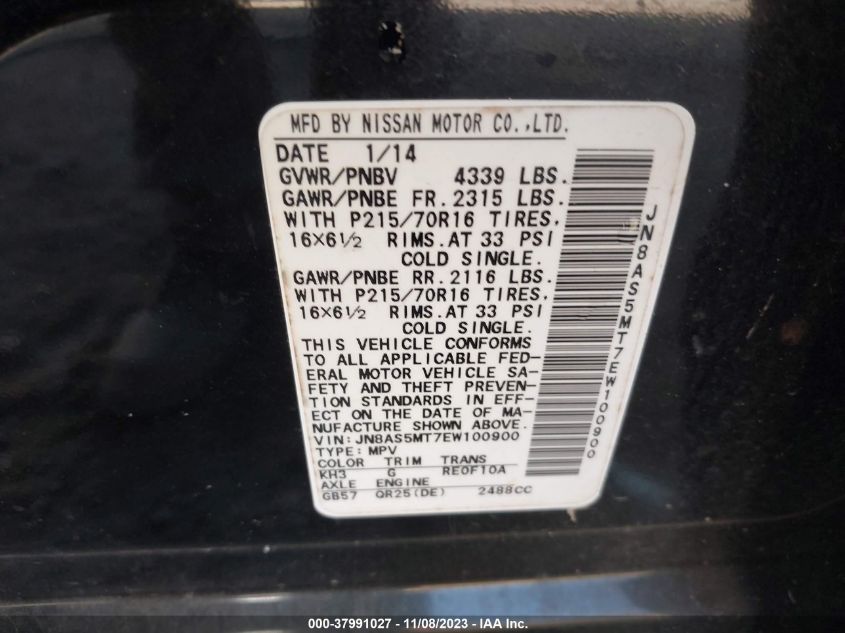 MFD BY NISSAN MOTOR CO.,LTD.
DATE 1/14
GVWR/PNBV 4339 LBS.
GAWR/PNBE FR. 2315 LBS.
WITH P215/70R16 TIRES.
16×6½ RIMS. AT 33 PSI
COLD SINGLE.
GAWR/PNBE RR. 2116 LBS.
WITH P215/70R16 TIRES.
16×6½ RIMS. AT 33 PSI
COLD SINGLE.
THIS VEHICLE CONFORMS
TO ALL APPLICABLE FED-
ERAL MOTOR VEHICLE SA-
FETY AND THEFT PREVEN-
TION STANDARDS IN EFF-
ECT ON THE DATE OF MA-
NUFACTURE SHOWN ABOVE.
VIN: JN8AS5MT7EW100900
TYPE: MPV
COLOR TRIM TRANS
KH3 G RE0F10A
AXLE ENGINE
GB57 QR25(DE) 2488CC
JN8AS5MT7EW100900
000-37991027 - 11/08/2023 - IAA Inc.